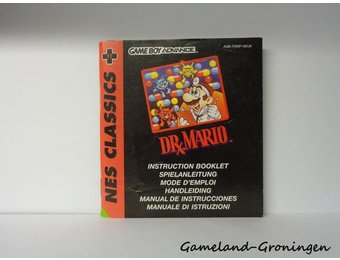 NES CLASSICS
GAME BOY ADVANCE
DR. MARIO
INSTRUCTION BOOKLET
SPIELANLEITUNG
MODE D'EMPLOI
HANDLEIDING
MANUAL DE INSTRUCCIONES
MANUALE DI ISTRUZIONI
Gameland-Groningen